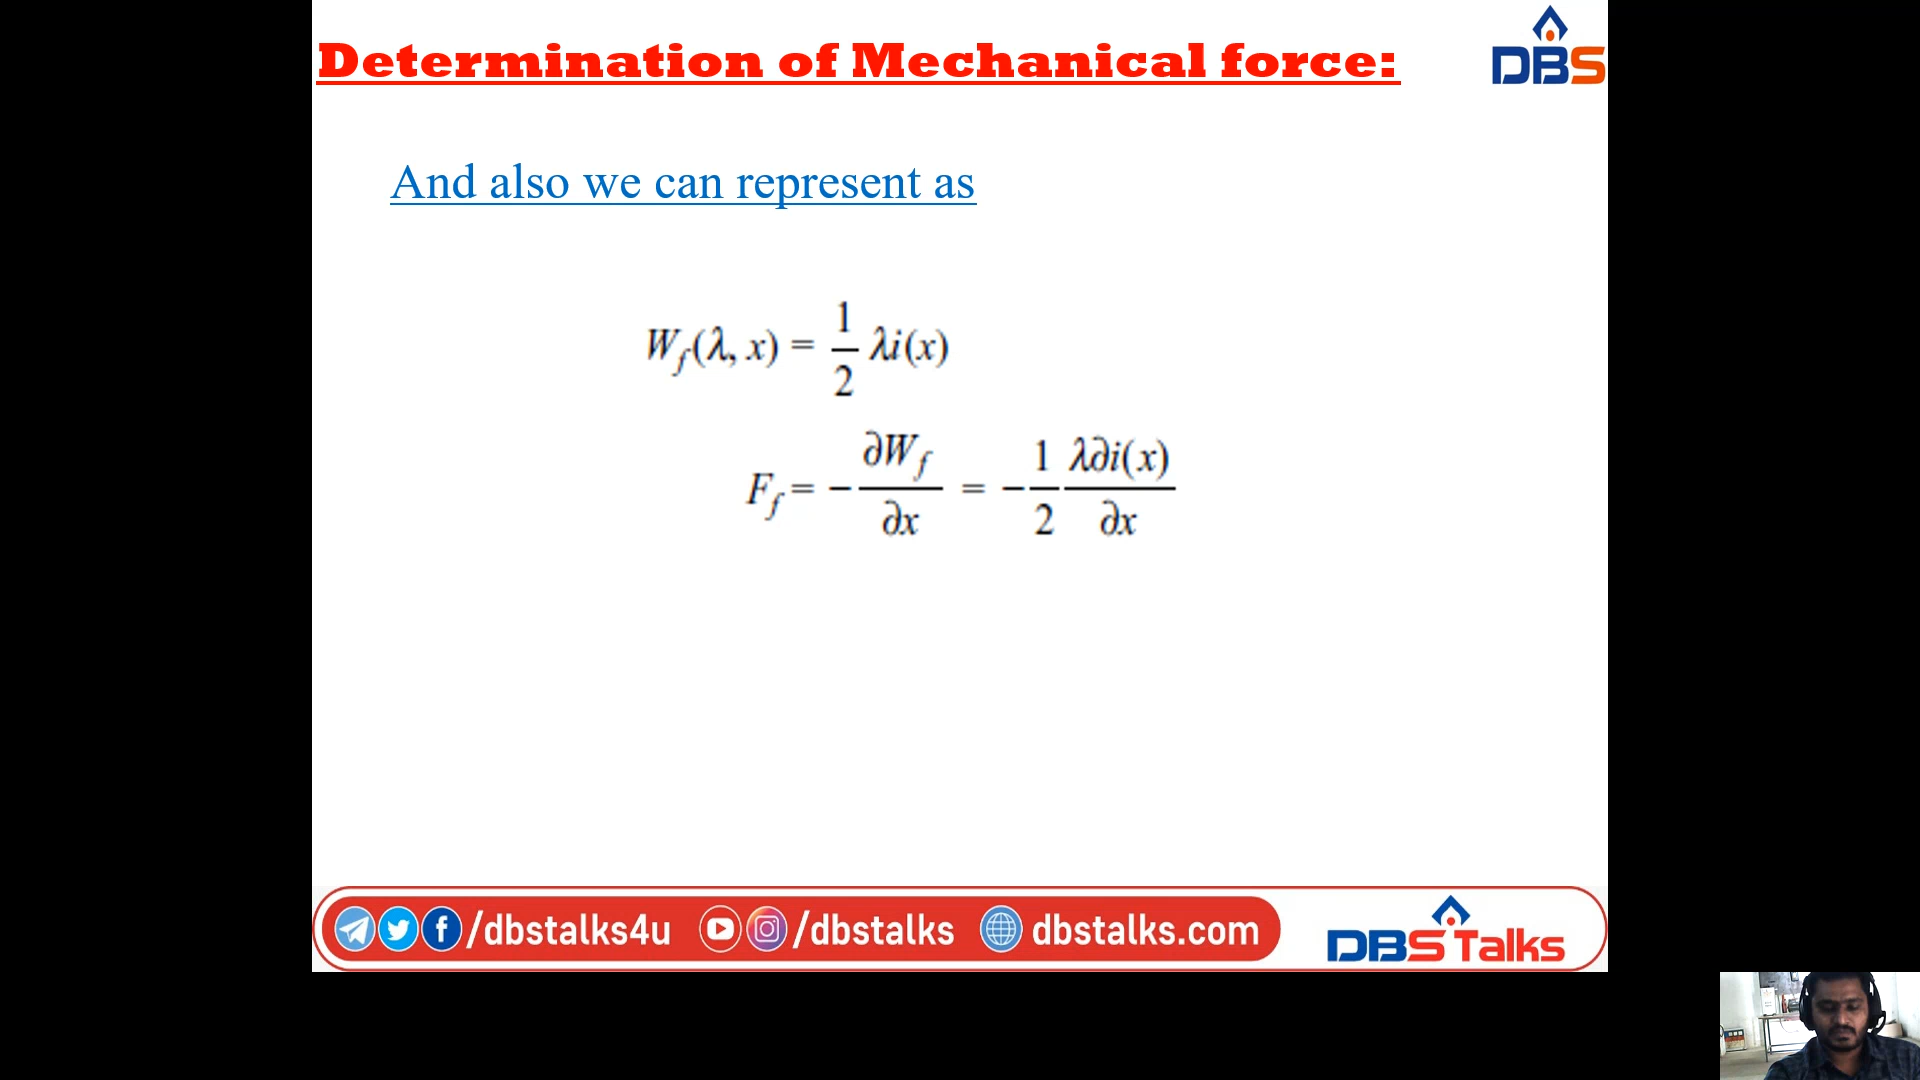 Determination of Mechanical force:
DBS
And also we can represent as
W_f(λ, x) = 1/2 λi(x)
F_f = − ∂W_f/∂x = − 1/2 λ∂i(x)/∂x
/dbstalks4u /dbstalks dbstalks.com
DBS Talks